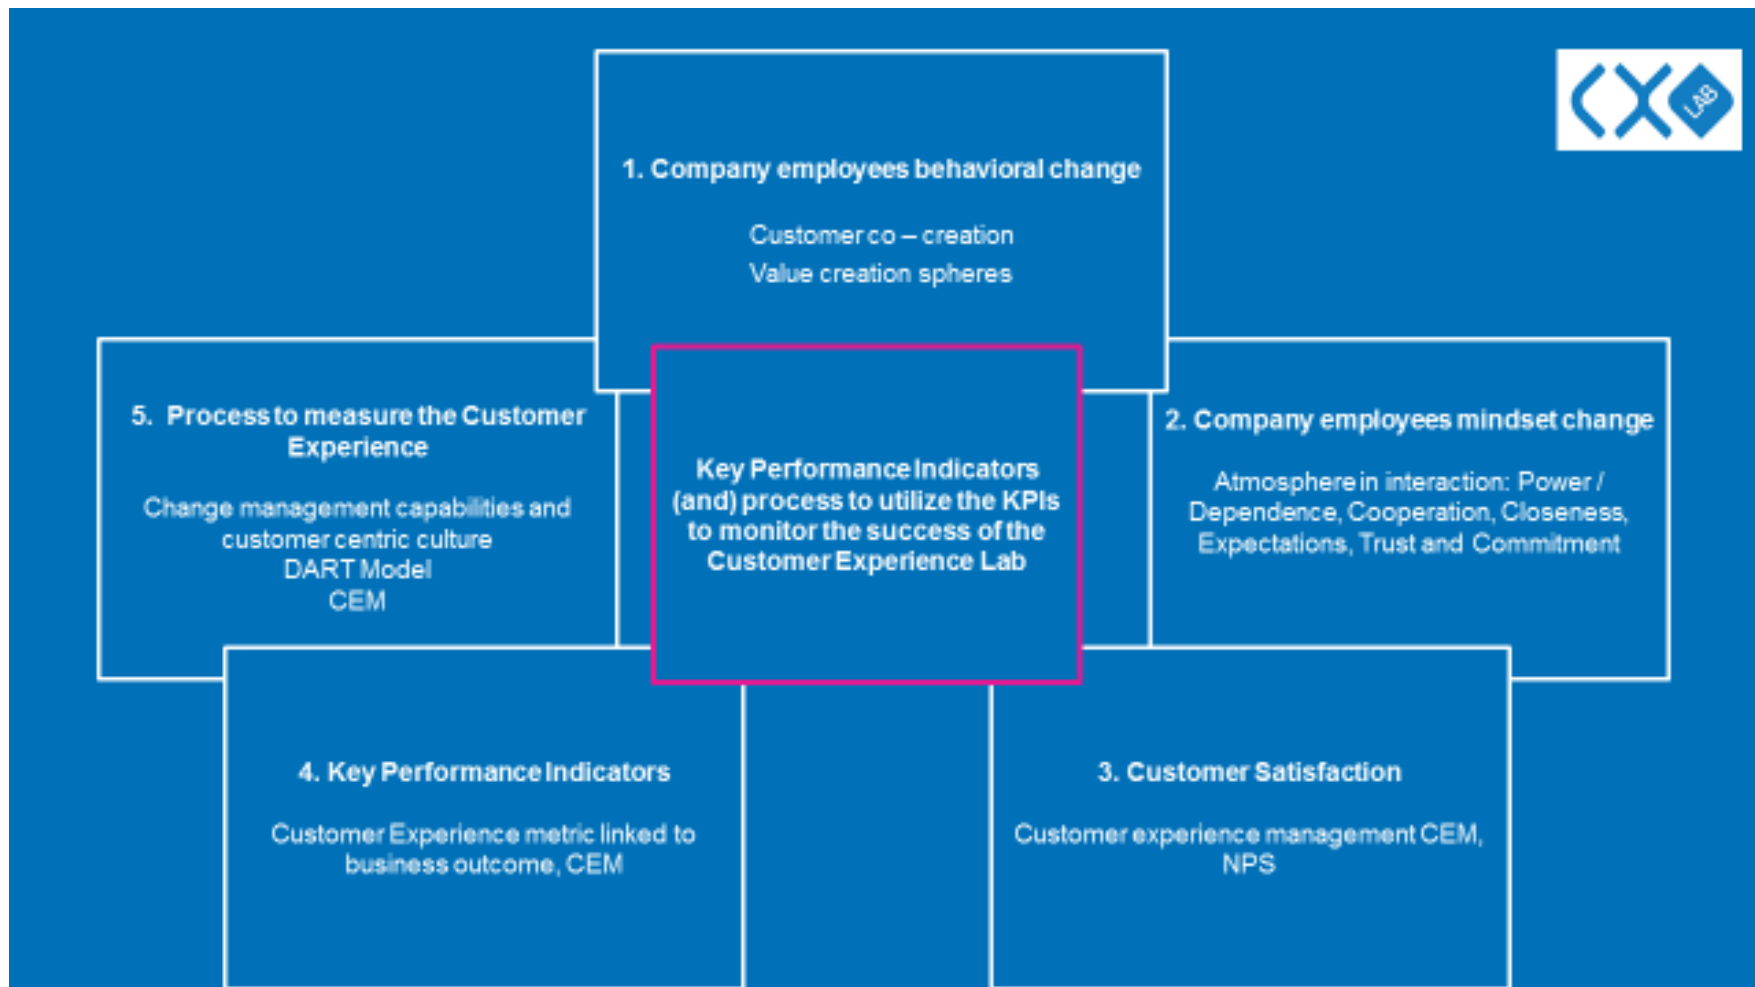 CX LAB
1. Company employees behavioral change
Customer co – creation
Value creation spheres
5. Process to measure the Customer
Experience
Change management capabilities and
customer centric culture
DART Model
CEM
Key Performance Indicators
(and) process to utilize the KPIs
to monitor the success of the
Customer Experience Lab
2. Company employees mindset change
Atmosphere in interaction: Power /
Dependence, Cooperation, Closeness,
Expectations, Trust and Commitment
4. Key Performance Indicators
Customer Experience metric linked to
business outcome, CEM
3. Customer Satisfaction
Customer experience management CEM,
NPS